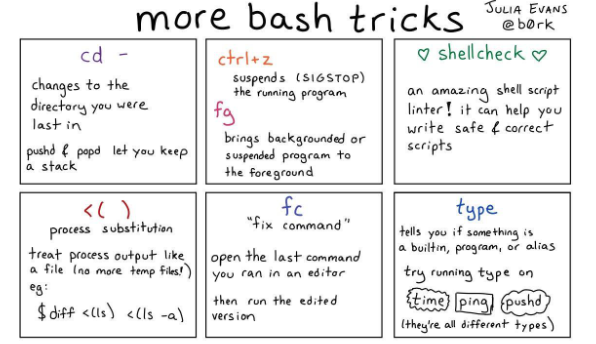 more bash tricks
JULIA EVANS
@b0rk
cd -
changes to the
directory you were
last in
pushd & popd let you keep
a stack
ctrl+z
suspends (SIGSTOP)
the running program
fg
brings backgrounded or
suspended program to
the foreground
♡ shellcheck ♡
an amazing shell script
linter! it can help you
write safe & correct
scripts
<( )
process substitution
treat process output like
a file (no more temp files!)
eg:
$ diff <(ls) <(ls -a)
fc
"fix command"
open the last command
you ran in an editor
then run the edited
version
type
tells you if something is
a builtin, program, or alias
try running type on
time ping pushd
(they're all different types)